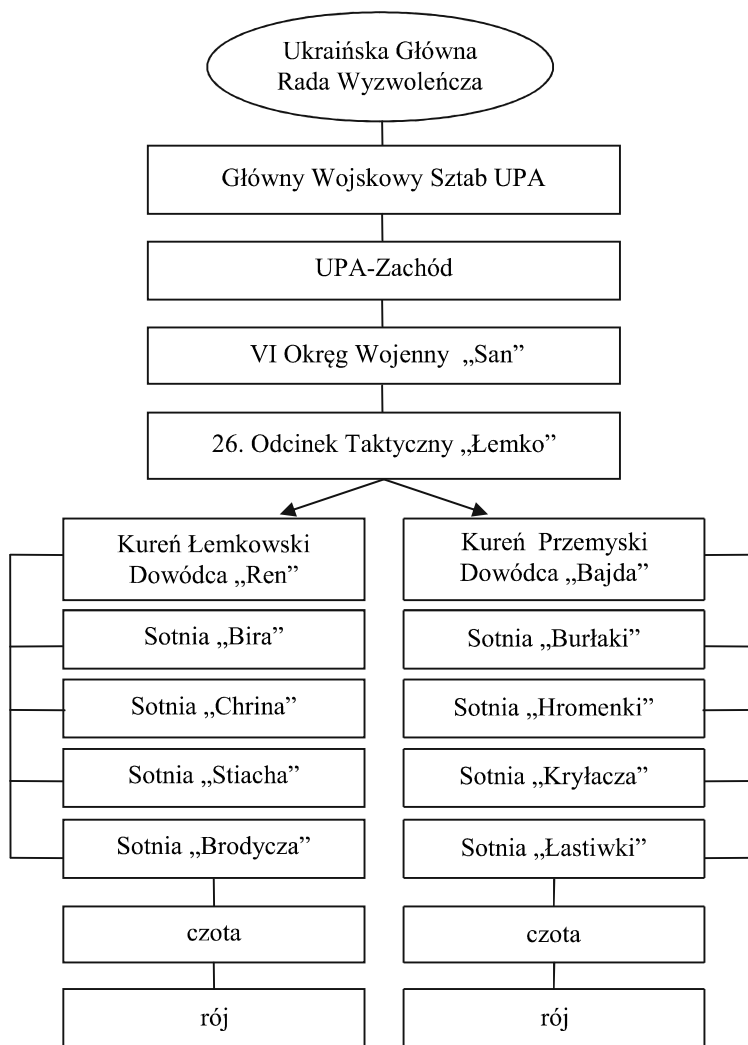 Ukraińska Główna
Rada Wyzwoleńcza
Główny Wojskowy Sztab UPA
UPA-Zachód
VI Okręg Wojenny „San”
26. Odcinek Taktyczny „Łemko”
Kureń Łemkowski
Dowódca „Ren”
Sotnia „Bira”
Sotnia „Chrina”
Sotnia „Stiacha”
Sotnia „Brodycza”
czota
rój
Kureń Przemyski
Dowódca „Bajda”
Sotnia „Burłaki”
Sotnia „Hromenki”
Sotnia „Kryłacza”
Sotnia „Łastiwki”
czota
rój